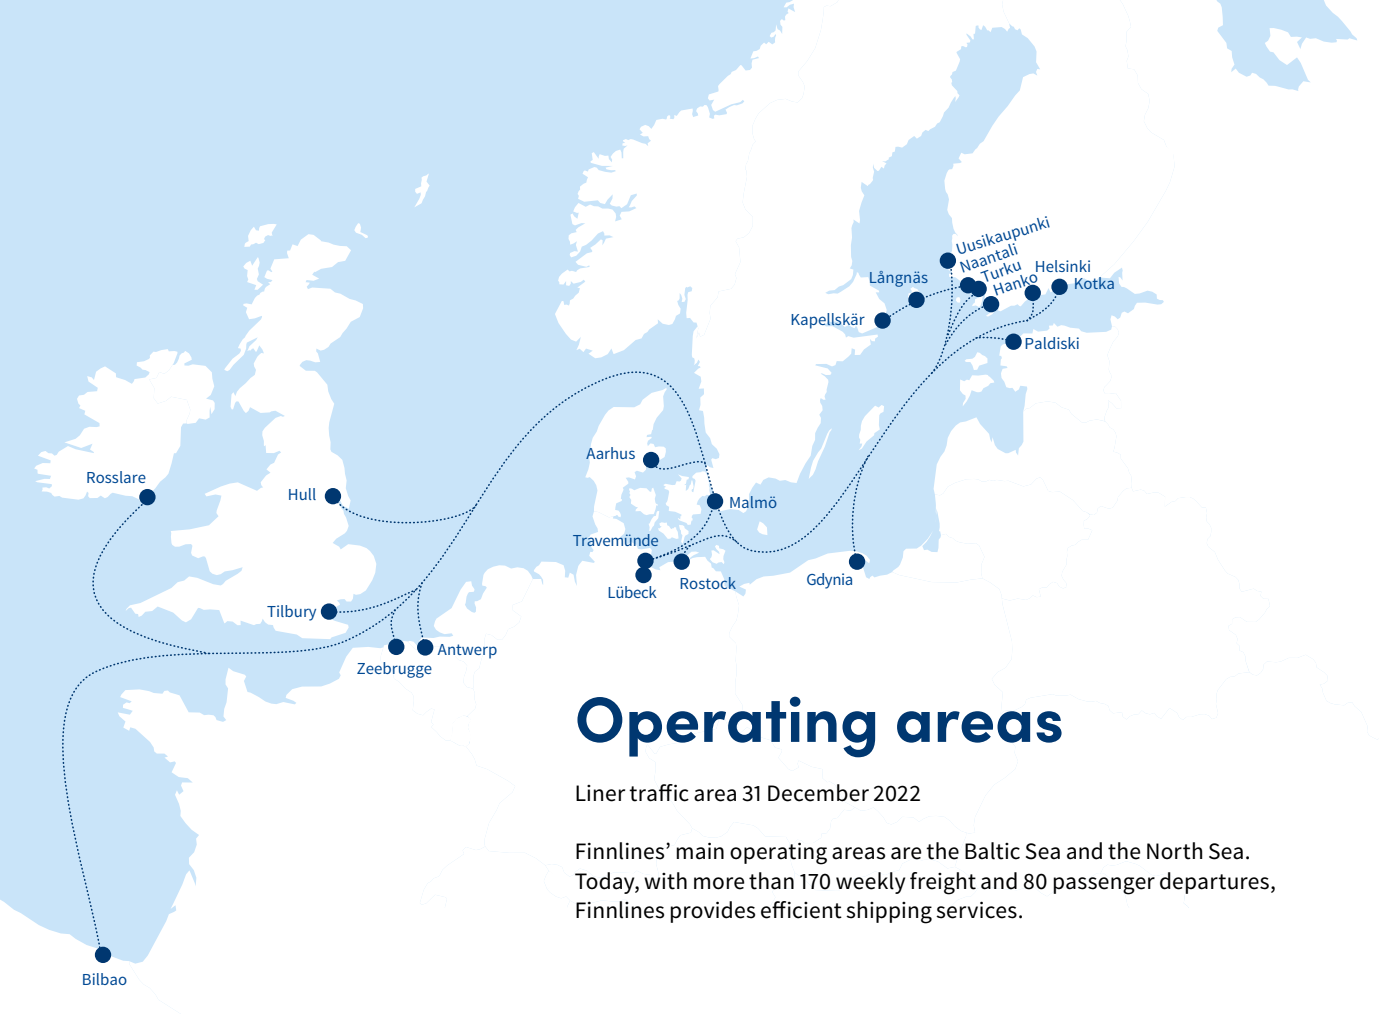 Uusikaupunki
Naantali
Turku
Hanko
Helsinki
Kotka
Långnäs
Kapellskär
Paldiski
Aarhus
Rosslare
Hull
Malmö
Travemünde
Lübeck
Rostock
Gdynia
Tilbury
Antwerp
Zeebrugge
Operating areas
Liner traffic area 31 December 2022
Finnlines’ main operating areas are the Baltic Sea and the North Sea.
Today, with more than 170 weekly freight and 80 passenger departures,
Finnlines provides efficient shipping services.
Bilbao